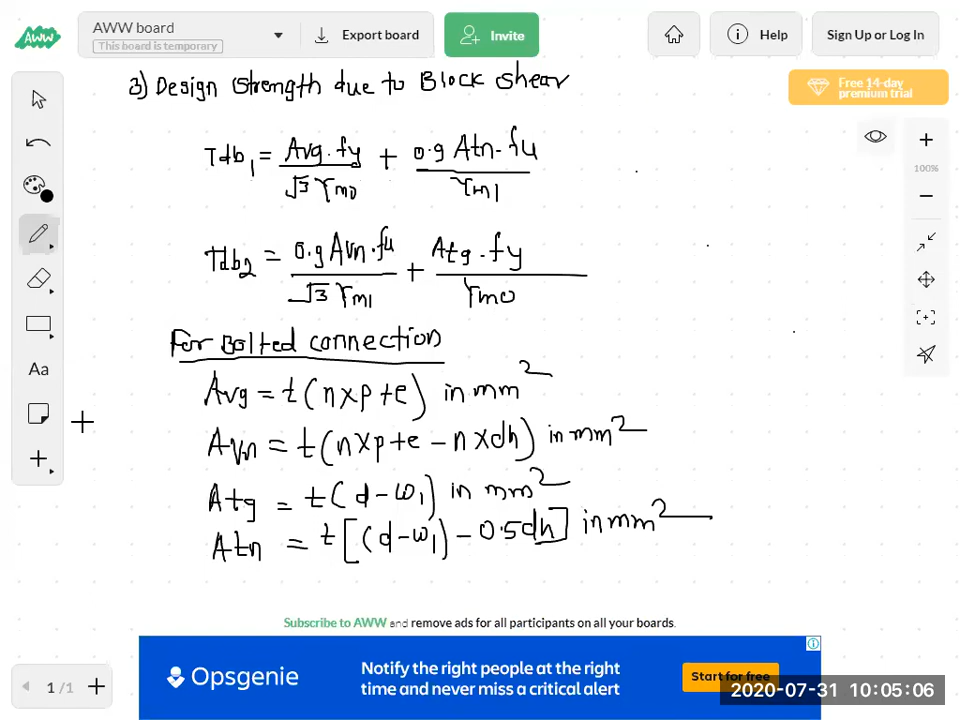 AWW
AWW board
This board is temporary
Export board
Invite
Help
Sign Up or Log In
Free 14-day
premium trial
100%
3) Design strength due to Block shear
Tdb1 = Avg.fy / √3 γm0 + 0.9 Atn.fu / γm1
Tdb2 = 0.9 Avn.fu / √3 γm1 + Atg.fy / γm0
For Bolted connection
Avg = t(n×p+e) in mm²
Avn = t(n×p+e - n×dh) in mm²
Atg = t(d-w1) in mm²
Atn = t[(d-w1) - 0.5dh] in mm²
Aa
Subscribe to AWW and remove ads for all participants on all your boards.
1 / 1
Opsgenie
Notify the right people at the right
time and never miss a critical alert
Start for free
2020-07-31 10:05:06